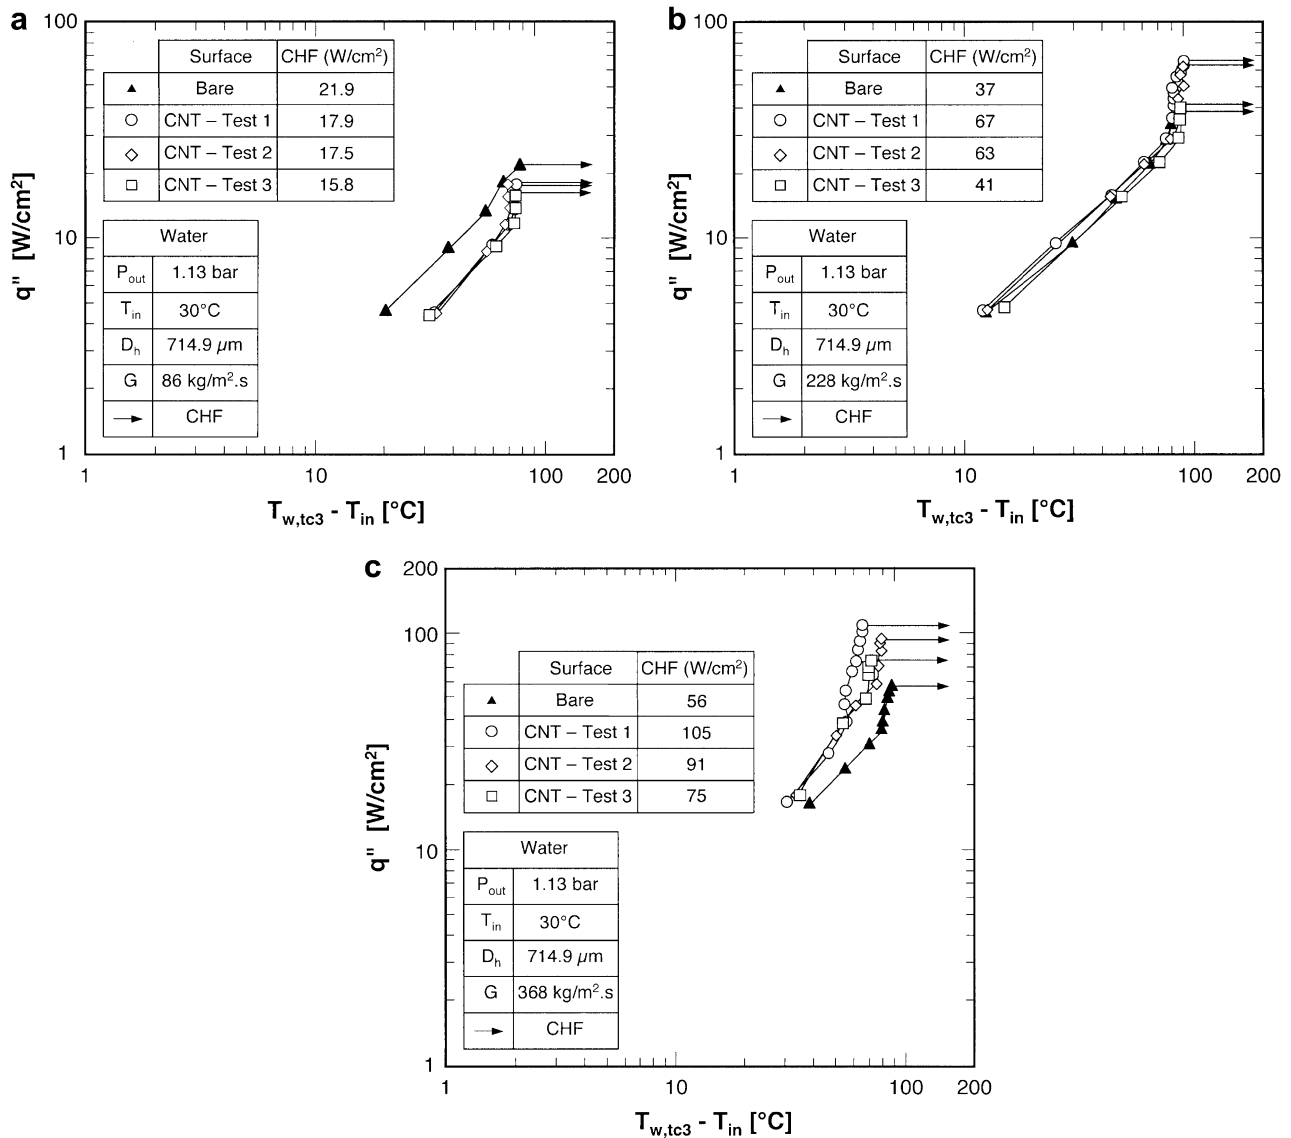 a
100
10
1
1
10
100
200
q" [W/cm²]
T_w,tc3 - T_in [°C]
Surface CHF (W/cm²)
Bare 21.9
CNT – Test 1 17.9
CNT – Test 2 17.5
CNT – Test 3 15.8
Water
P_out 1.13 bar
T_in 30°C
D_h 714.9 µm
G 86 kg/m².s
CHF
b
100
10
1
1
10
100
200
q" [W/cm²]
T_w,tc3 - T_in [°C]
Surface CHF (W/cm²)
Bare 37
CNT – Test 1 67
CNT – Test 2 63
CNT – Test 3 41
Water
P_out 1.13 bar
T_in 30°C
D_h 714.9 µm
G 228 kg/m².s
CHF
c
200
100
10
1
1
10
100
200
q" [W/cm²]
T_w,tc3 - T_in [°C]
Surface CHF (W/cm²)
Bare 56
CNT – Test 1 105
CNT – Test 2 91
CNT – Test 3 75
Water
P_out 1.13 bar
T_in 30°C
D_h 714.9 µm
G 368 kg/m².s
CHF